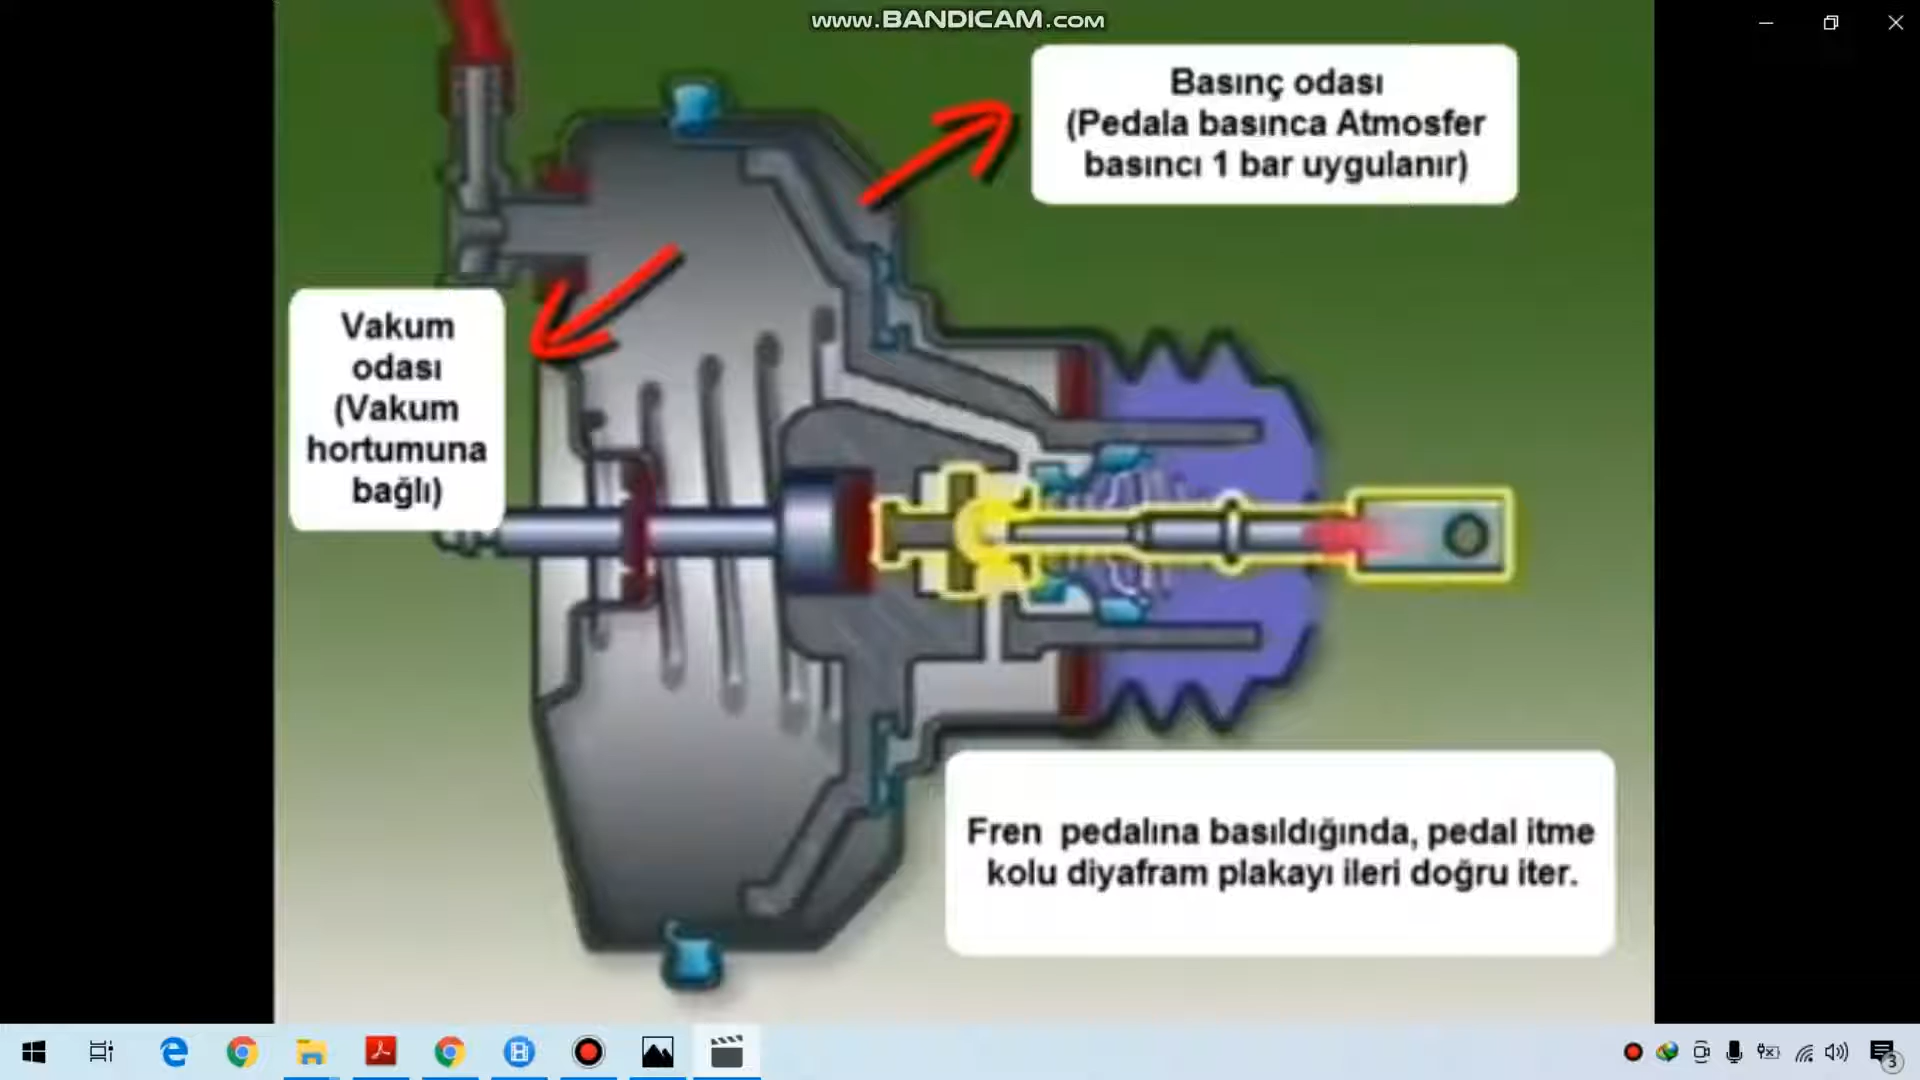 www.BANDICAM.com
Basınç odası
(Pedala basınca Atmosfer
basıncı 1 bar uygulanır)
Vakum
odası
(Vakum
hortumuna
bağlı)
Fren pedalına basıldığında, pedal itme
kolu diyafram plakayı ileri doğru iter.
3